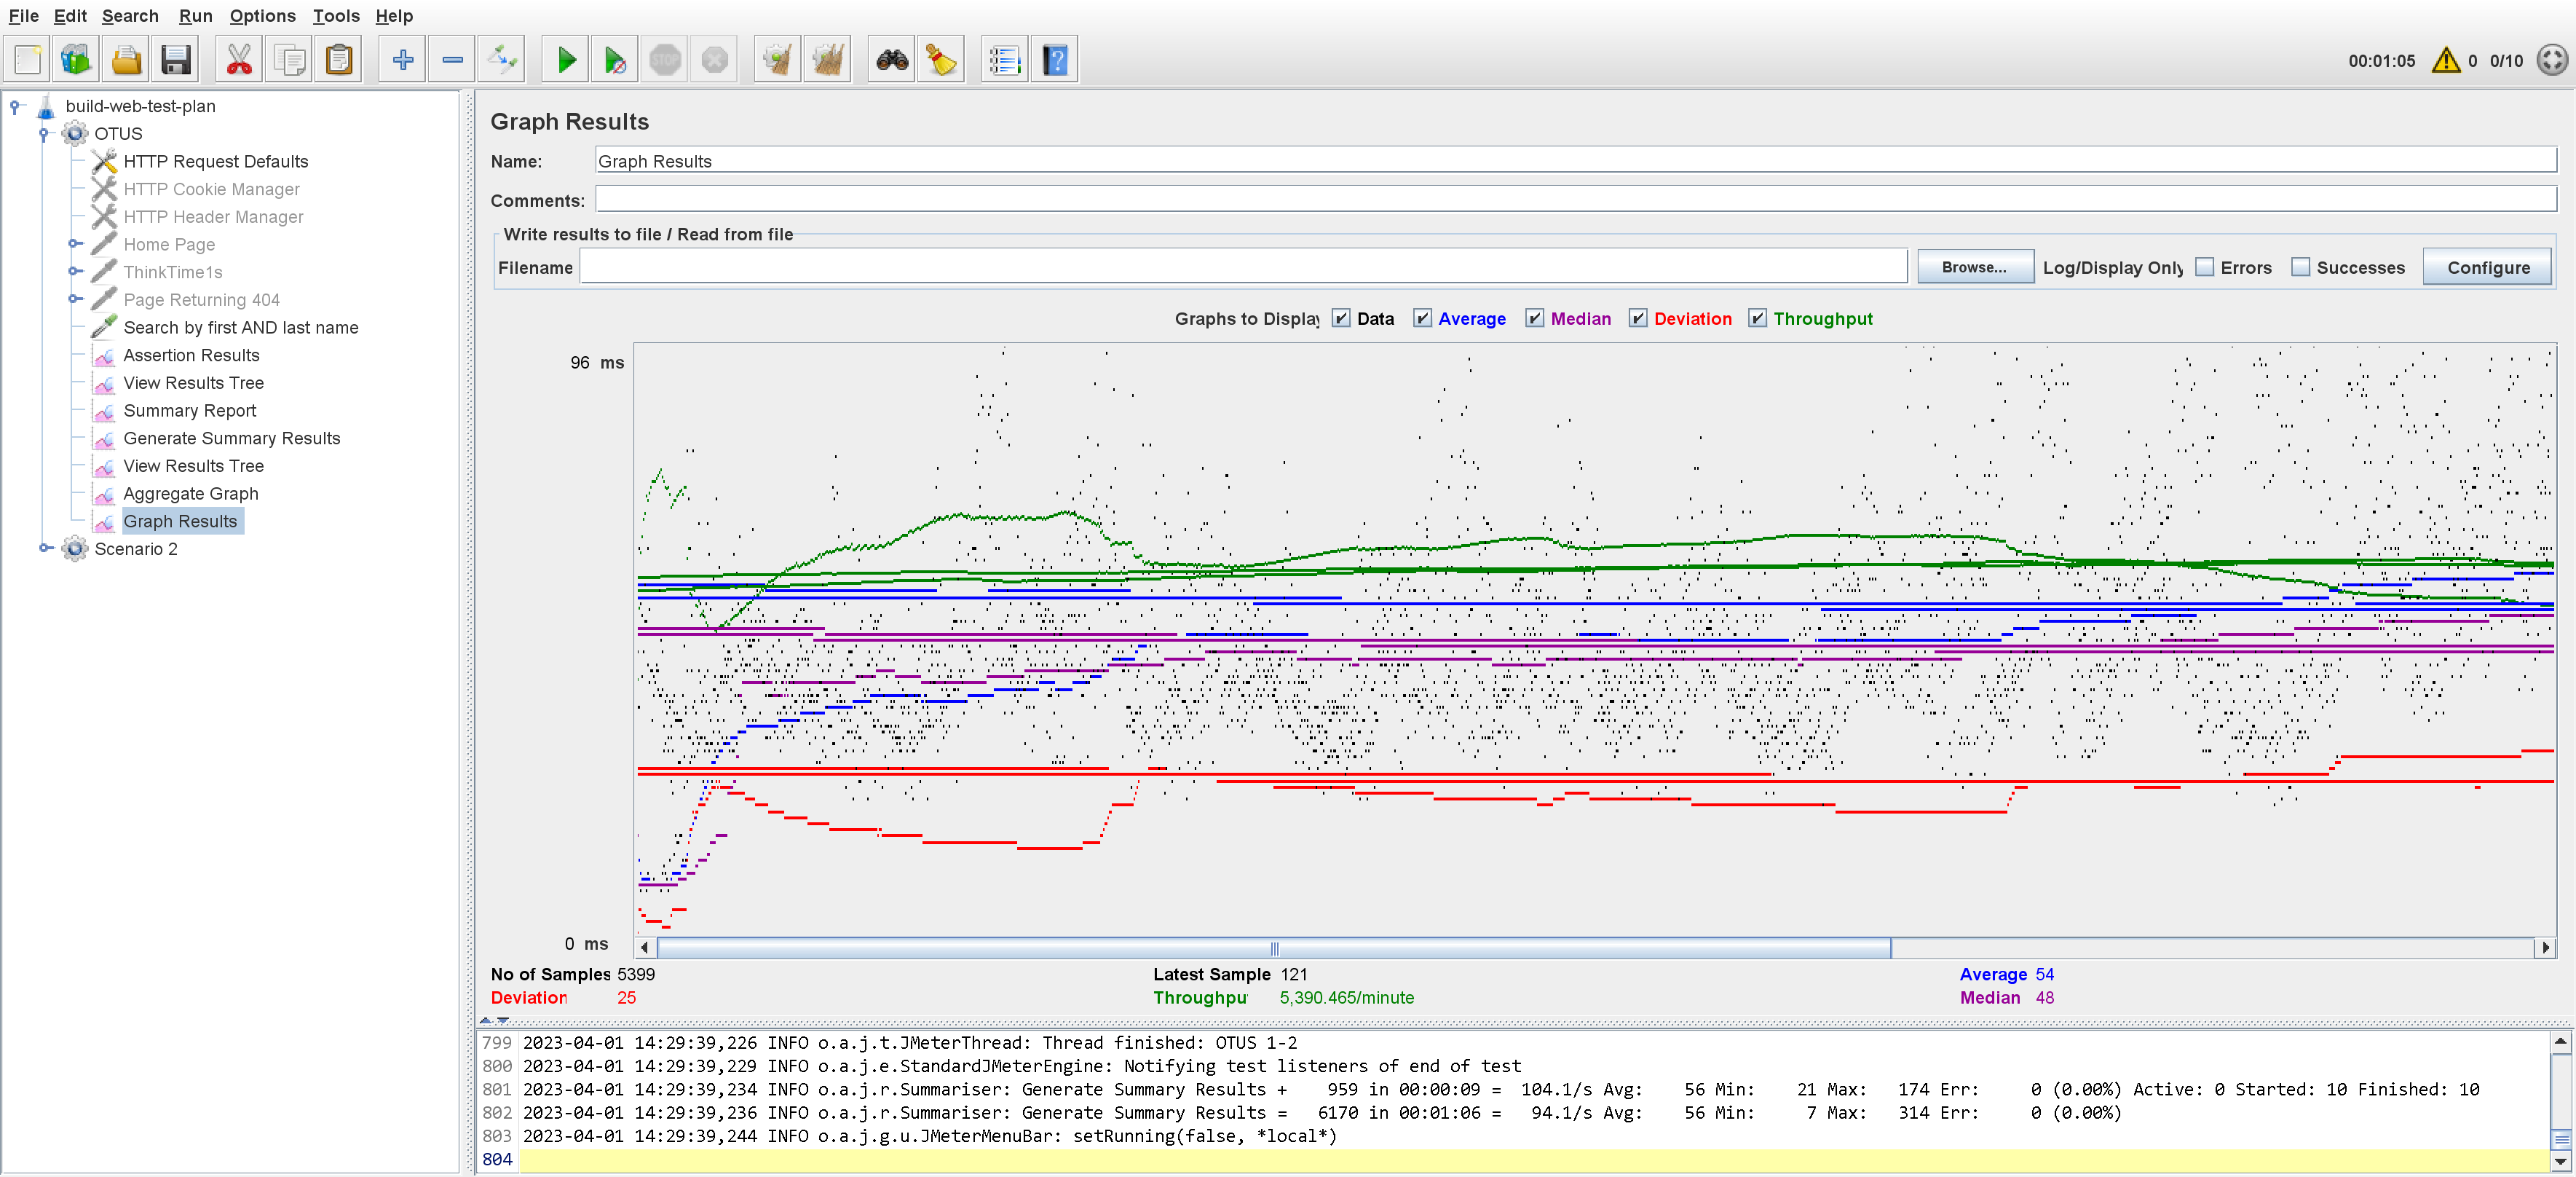 File Edit Search Run Options Tools Help
STOP
00:01:05 0 0/10
build-web-test-plan
OTUS
HTTP Request Defaults
HTTP Cookie Manager
HTTP Header Manager
Home Page
ThinkTime1s
Page Returning 404
Search by first AND last name
Assertion Results
View Results Tree
Summary Report
Generate Summary Results
View Results Tree
Aggregate Graph
Graph Results
Scenario 2
Graph Results
Name: Graph Results
Comments:
Write results to file / Read from file
Filename Browse... Log/Display Only Errors Successes Configure
Graphs to Display Data Average Median Deviation Throughput
96 ms
0 ms
No of Samples 5399 Latest Sample 121 Average 54
Deviation 25 Throughpu 5,390.465/minute Median 48
799 2023-04-01 14:29:39,226 INFO o.a.j.t.JMeterThread: Thread finished: OTUS 1-2
800 2023-04-01 14:29:39,229 INFO o.a.j.e.StandardJMeterEngine: Notifying test listeners of end of test
801 2023-04-01 14:29:39,234 INFO o.a.j.r.Summariser: Generate Summary Results + 959 in 00:00:09 = 104.1/s Avg: 56 Min: 21 Max: 174 Err: 0 (0.00%) Active: 0 Started: 10 Finished: 10
802 2023-04-01 14:29:39,236 INFO o.a.j.r.Summariser: Generate Summary Results = 6170 in 00:01:06 = 94.1/s Avg: 56 Min: 7 Max: 314 Err: 0 (0.00%)
803 2023-04-01 14:29:39,244 INFO o.a.j.g.u.JMeterMenuBar: setRunning(false, *local*)
804